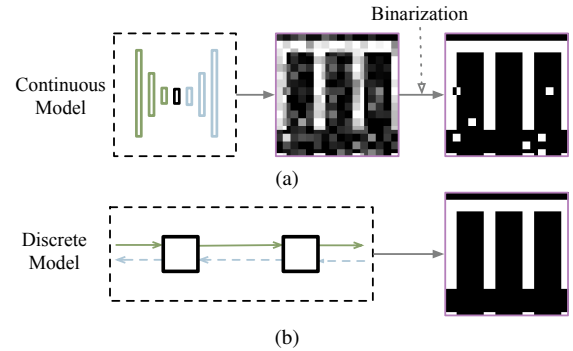 Binarization
Continuous
Model
(a)
Discrete
Model
(b)